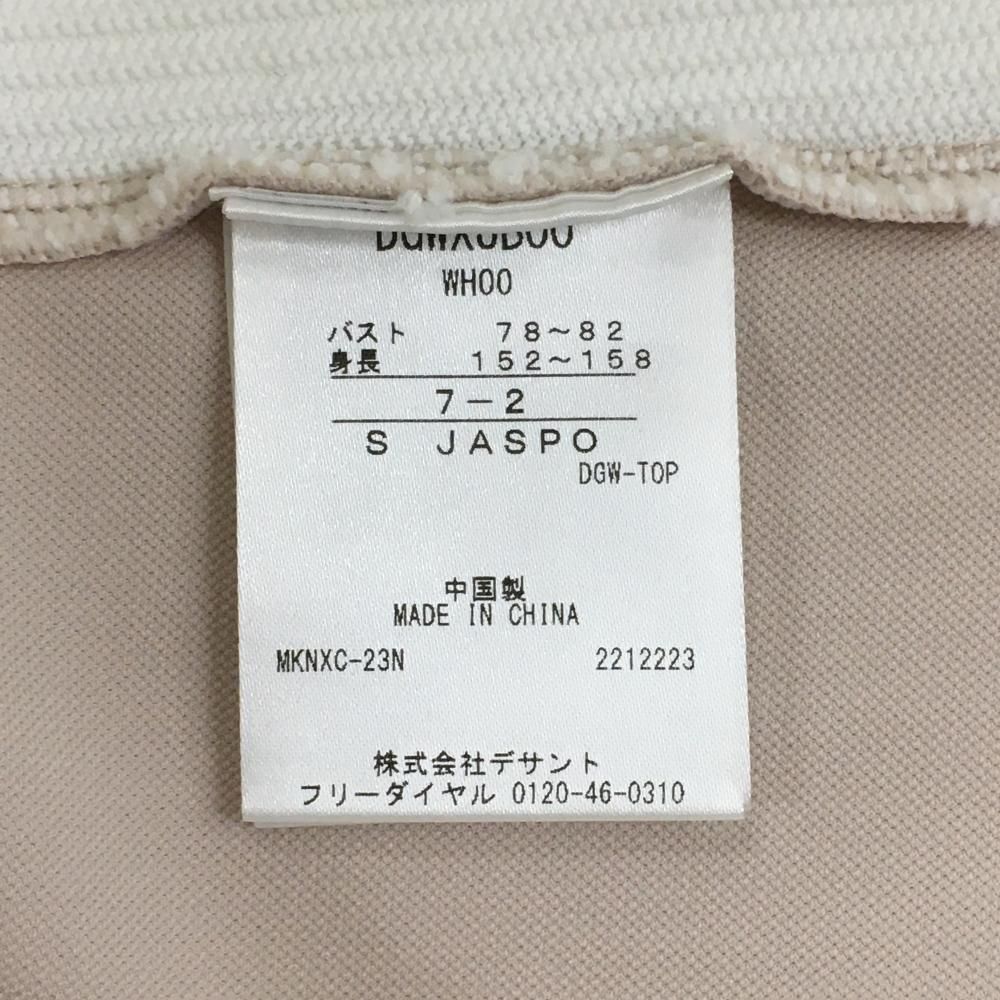 WH00
バスト 78～82
身長 152～158
7－2
S JASPO
DGW-TOP
中国製
MADE IN CHINA
MKNXC-23N 2212223
株式会社デサント
フリーダイヤル 0120-46-0310